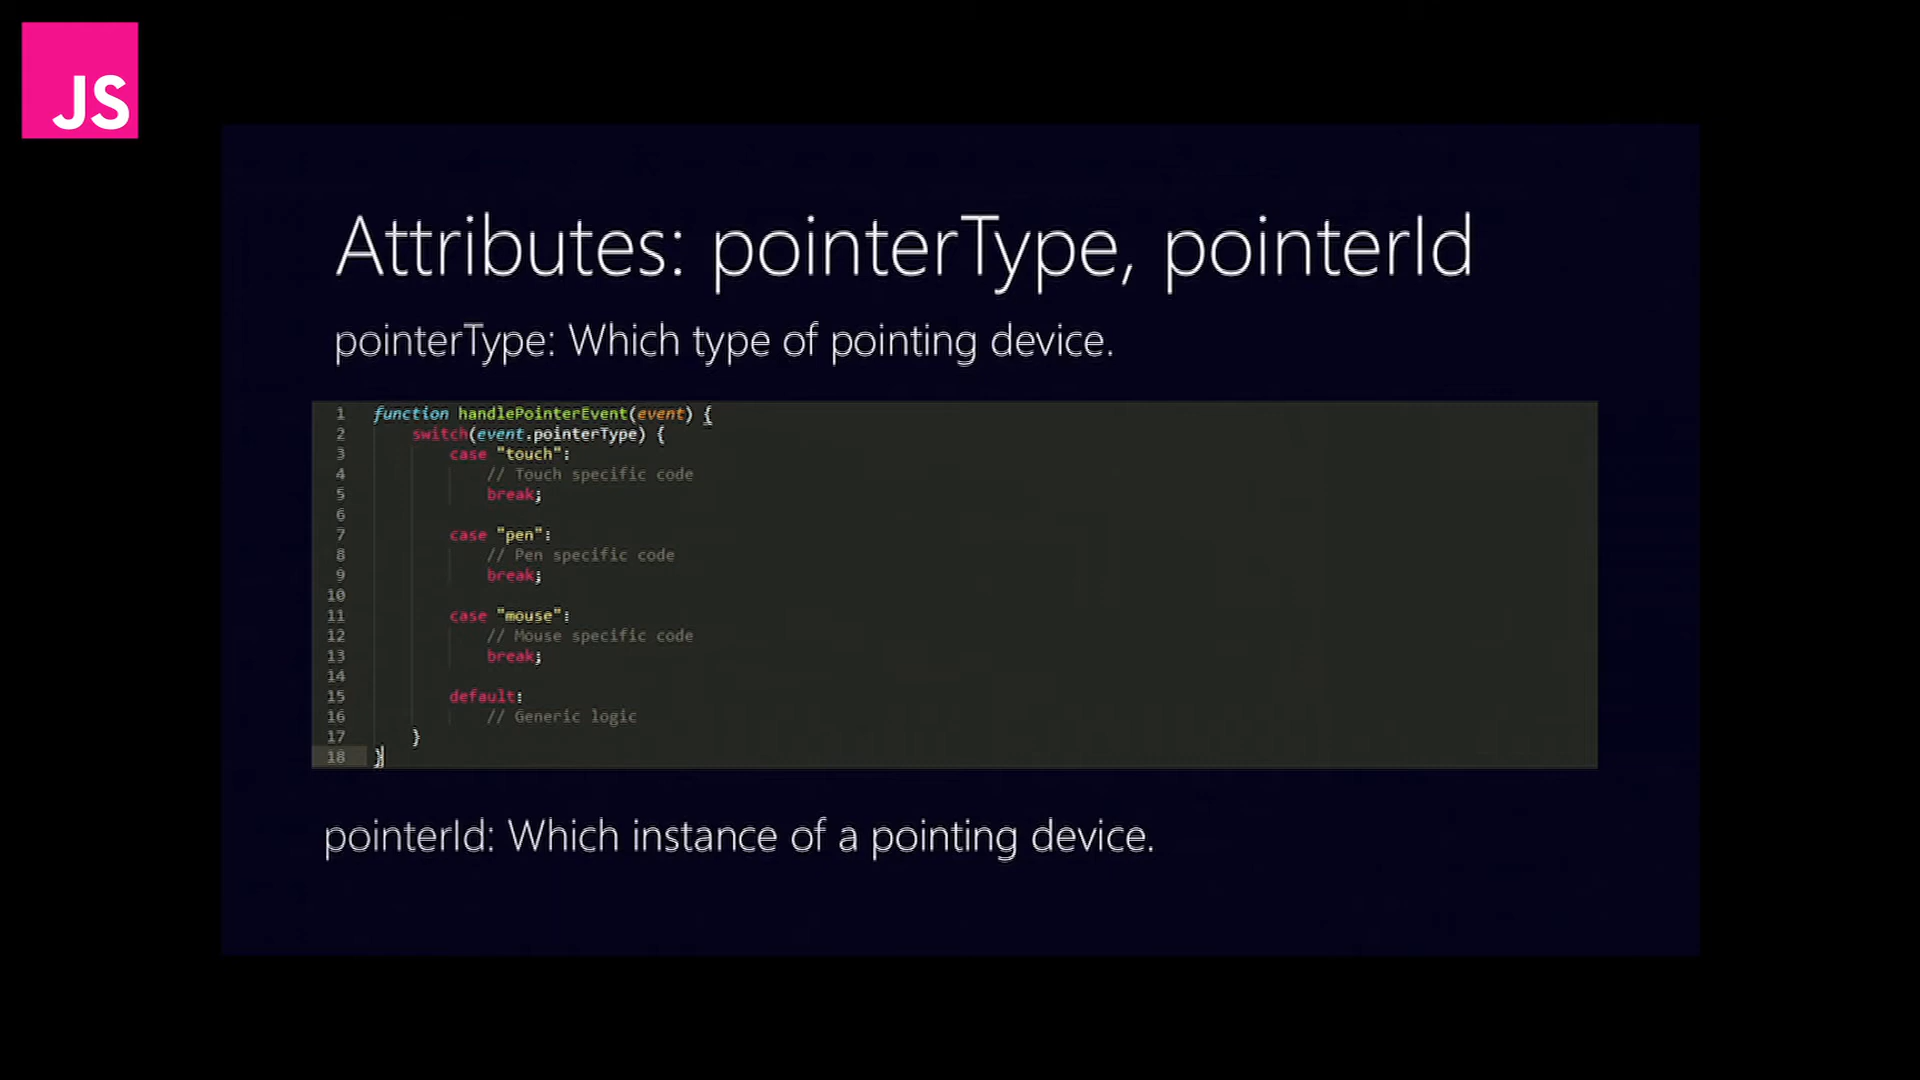 JS
Attributes: pointerType, pointerId
pointerType: Which type of pointing device.
1 function handlePointerEvent(event) {
2 switch(event.pointerType) {
3 case "touch":
4 // Touch specific code
5 break;
6
7 case "pen":
8 // Pen specific code
9 break;
10
11 case "mouse":
12 // Mouse specific code
13 break;
14
15 default:
16 // Generic logic
17 }
18 }
pointerId: Which instance of a pointing device.